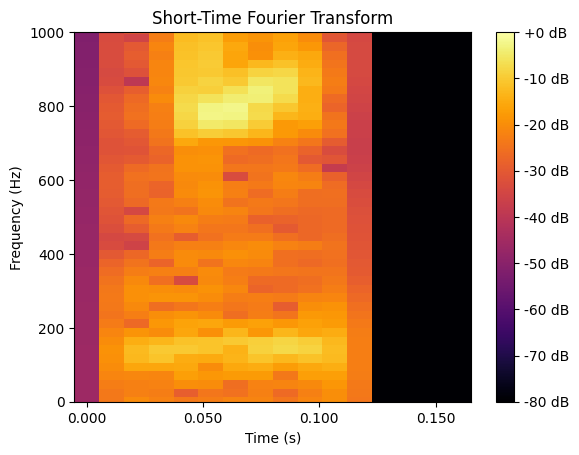 Short-Time Fourier Transform
1000
800
600
400
200
0
Frequency (Hz)
0.000
0.050
0.100
0.150
Time (s)
+0 dB
-10 dB
-20 dB
-30 dB
-40 dB
-50 dB
-60 dB
-70 dB
-80 dB